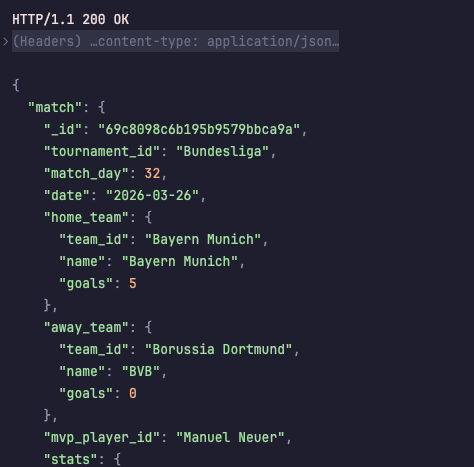 HTTP/1.1 200 OK
(Headers) …content-type: application/json…
{
  "match": {
    "_id": "69c8098c6b195b9579bbca9a",
    "tournament_id": "Bundesliga",
    "match_day": 32,
    "date": "2026-03-26",
    "home_team": {
      "team_id": "Bayern Munich",
      "name": "Bayern Munich",
      "goals": 5
    },
    "away_team": {
      "team_id": "Borussia Dortmund",
      "name": "BVB",
      "goals": 0
    },
    "mvp_player_id": "Manuel Neuer",
    "stats": {